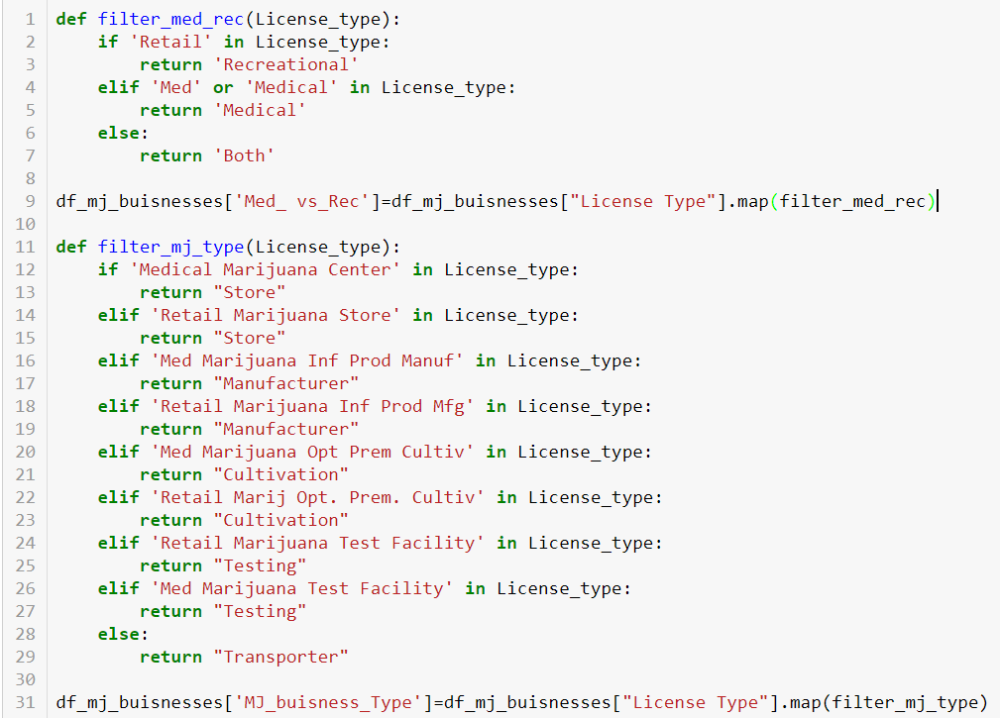 1 def filter_med_rec(License_type):
2     if 'Retail' in License_type:
3         return 'Recreational'
4     elif 'Med' or 'Medical' in License_type:
5         return 'Medical'
6     else:
7         return 'Both'
8
9 df_mj_buisnesses['Med_ vs_Rec']=df_mj_buisnesses["License Type"].map(filter_med_rec)
10
11 def filter_mj_type(License_type):
12     if 'Medical Marijuana Center' in License_type:
13         return "Store"
14     elif 'Retail Marijuana Store' in License_type:
15         return "Store"
16     elif 'Med Marijuana Inf Prod Manuf' in License_type:
17         return "Manufacturer"
18     elif 'Retail Marijuana Inf Prod Mfg' in License_type:
19         return "Manufacturer"
20     elif 'Med Marijuana Opt Prem Cultiv' in License_type:
21         return "Cultivation"
22     elif 'Retail Marij Opt. Prem. Cultiv' in License_type:
23         return "Cultivation"
24     elif 'Retail Marijuana Test Facility' in License_type:
25         return "Testing"
26     elif 'Med Marijuana Test Facility' in License_type:
27         return "Testing"
28     else:
29         return "Transporter"
30
31 df_mj_buisnesses['MJ_buisness_Type']=df_mj_buisnesses["License Type"].map(filter_mj_type)